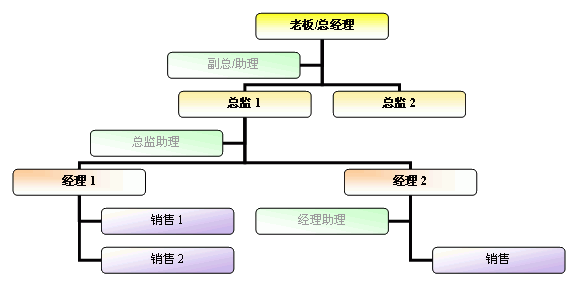 老板/总经理
副总/助理
总监 1
总监 2
总监助理
经理 1
经理 2
销售 1
经理助理
销售 2
销售